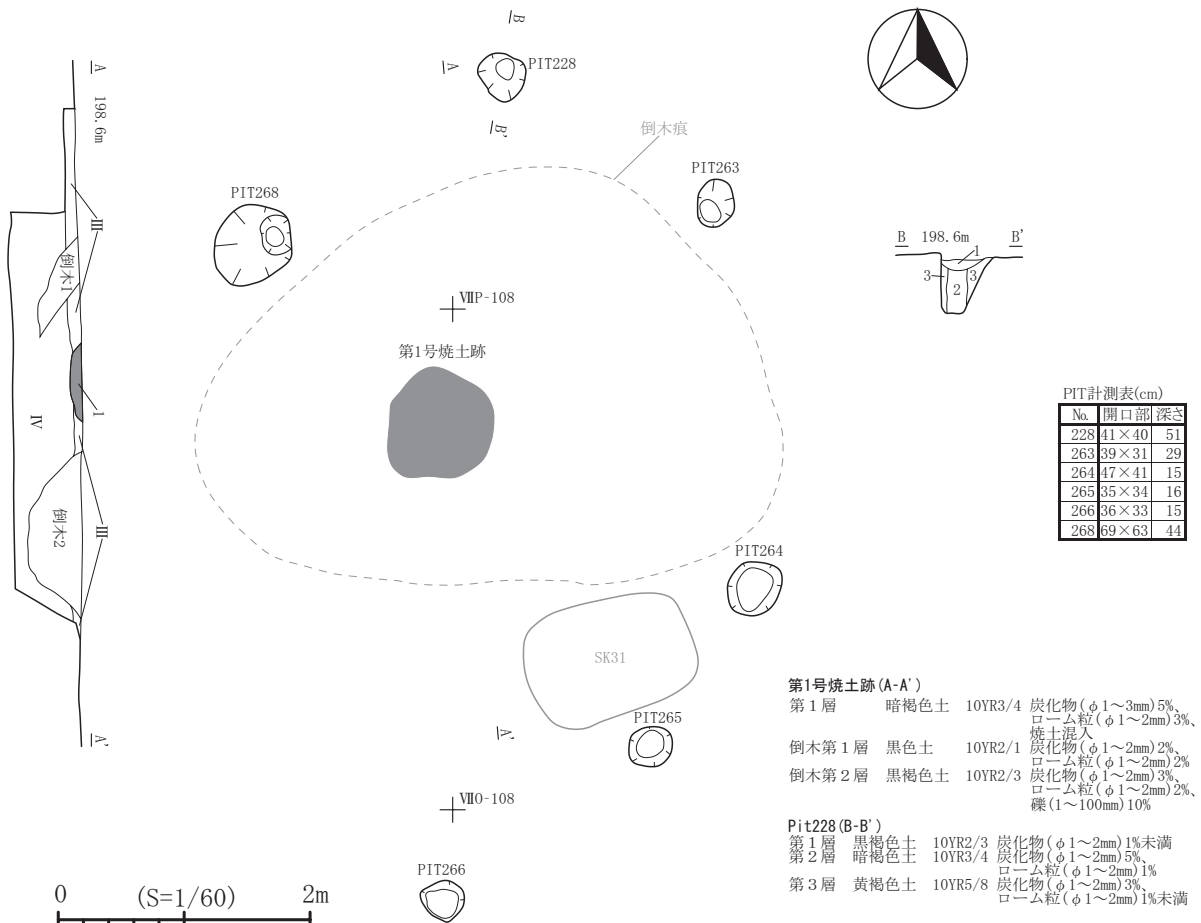 B
A
PIT228
B'
A
198.6m
倒木痕
PIT263
PIT268
Ⅲ
倒木1
B 198.6m B'
1
3
3
2
ⅦP-108
第1号焼土跡
1
Ⅳ
PIT計測表(cm)
No. 開口部 深さ
228 41×40 51
263 39×31 29
264 47×41 15
265 35×34 16
266 36×33 15
268 69×63 44
倒木2
Ⅲ
PIT264
SK31
PIT265
A'
A'
ⅦO-108
PIT266
0 (S=1/60) 2m
第1号焼土跡(A-A')
第1層 暗褐色土 10YR3/4 炭化物(φ1〜3mm)5%、
ローム粒(φ1〜2mm)3%、
焼土混入
倒木第1層 黒色土 10YR2/1 炭化物(φ1〜2mm)2%、
ローム粒(φ1〜2mm)2%
倒木第2層 黒褐色土 10YR2/3 炭化物(φ1〜2mm)3%、
ローム粒(φ1〜2mm)2%、
礫(1〜100mm)10%
Pit228(B-B')
第1層 黒褐色土 10YR2/3 炭化物(φ1〜2mm)1%未満
第2層 暗褐色土 10YR3/4 炭化物(φ1〜2mm)5%、
ローム粒(φ1〜2mm)1%
第3層 黄褐色土 10YR5/8 炭化物(φ1〜2mm)3%、
ローム粒(φ1〜2mm)1%未満